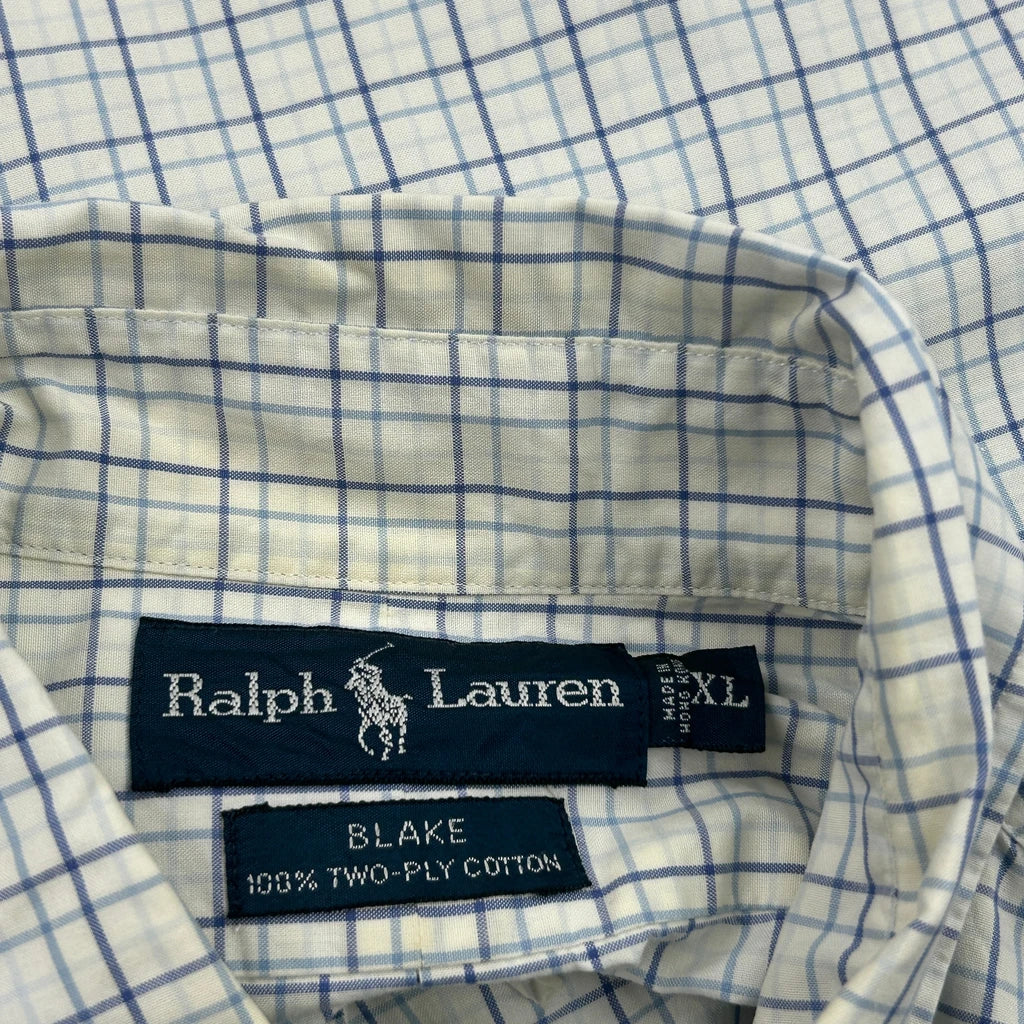 Ralph Lauren
MADE IN
HONG KONG
XL
BLAKE
100% TWO-PLY COTTON